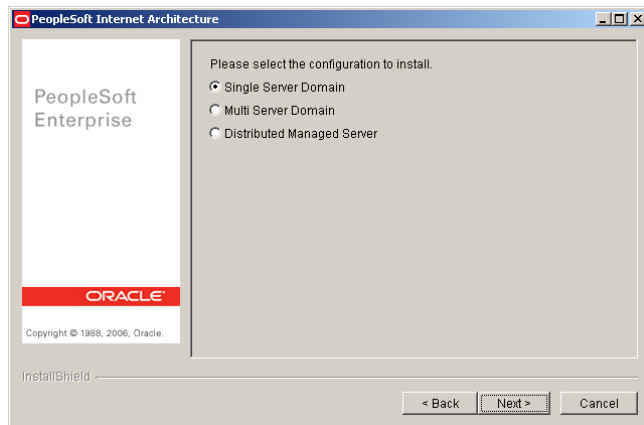 PeopleSoft Internet Architecture
Please select the configuration to install.
Single Server Domain
Multi Server Domain
Distributed Managed Server
PeopleSoft
Enterprise
ORACLE
Copyright © 1988, 2006, Oracle.
InstallShield
< Back
Next >
Cancel